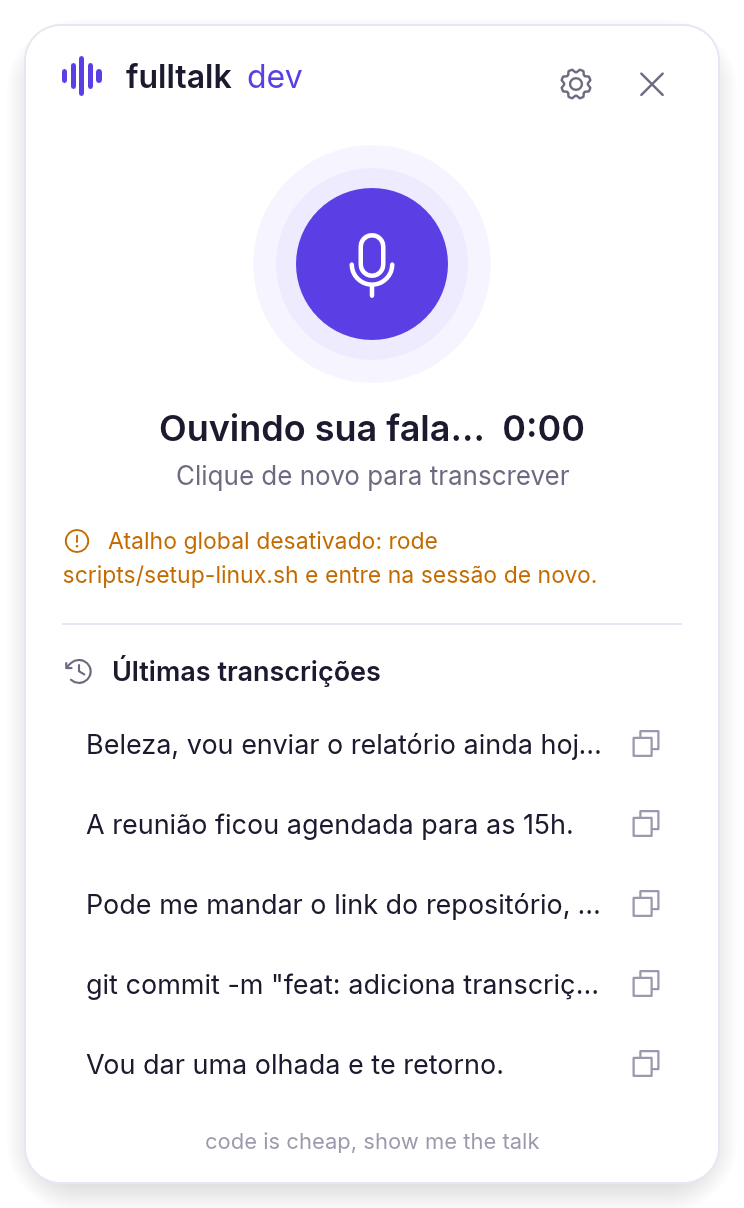 fulltalk dev
Ouvindo sua fala... 0:00
Clique de novo para transcrever
Atalho global desativado: rode
scripts/setup-linux.sh e entre na sessão de novo.
Últimas transcrições
Beleza, vou enviar o relatório ainda hoj...
A reunião ficou agendada para as 15h.
Pode me mandar o link do repositório, ...
git commit -m "feat: adiciona transcriç...
Vou dar uma olhada e te retorno.
code is cheap, show me the talk